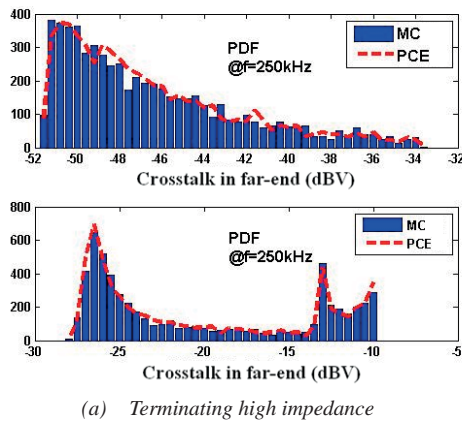 400
300
200
100
0
PDF
@f=250kHz
MC
PCE
-52 -50 -48 -46 -44 -42 -40 -38 -36 -34 -32
Crosstalk in far-end (dBV)
800
600
400
200
0
PDF
@f=250kHz
MC
PCE
-30 -25 -20 -15 -10 -5
Crosstalk in far-end (dBV)
(a) Terminating high impedance